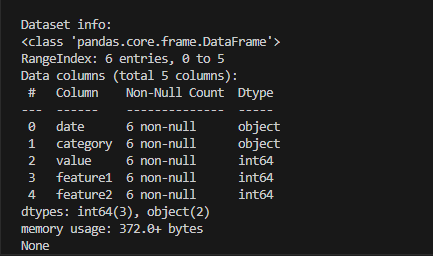 Dataset info:
<class 'pandas.core.frame.DataFrame'>
RangeIndex: 6 entries, 0 to 5
Data columns (total 5 columns):
 #   Column    Non-Null Count  Dtype
---  ------    --------------  -----
 0   date      6 non-null      object
 1   category  6 non-null      object
 2   value     6 non-null      int64
 3   feature1  6 non-null      int64
 4   feature2  6 non-null      int64
dtypes: int64(3), object(2)
memory usage: 372.0+ bytes
None